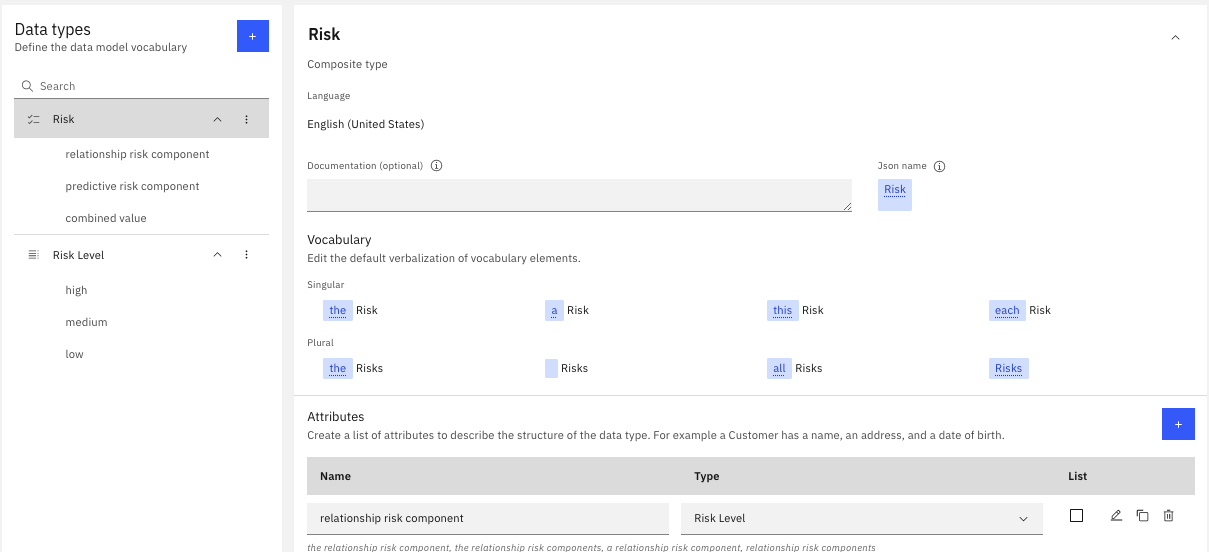 Data types
Define the data model vocabulary
+
Search
Risk
relationship risk component
predictive risk component
combined value
Risk Level
high
medium
low
Risk
Composite type
Language
English (United States)
Documentation (optional)
Json name
Risk
Vocabulary
Edit the default verbalization of vocabulary elements.
Singular
the Risk a Risk this Risk each Risk
Plural
the Risks Risks all Risks Risks
Attributes
Create a list of attributes to describe the structure of the data type. For example a Customer has a name, an address, and a date of birth.
+
Name Type List
relationship risk component Risk Level
the relationship risk component, the relationship risk components, a relationship risk component, relationship risk components